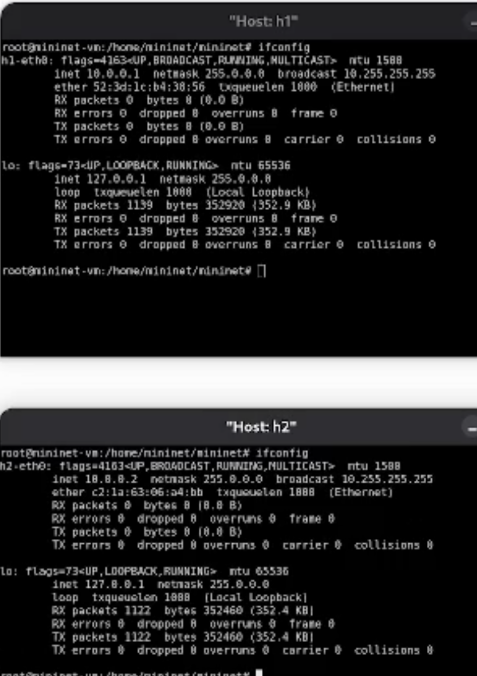 "Host: h1"
root@mininet-vm:/home/mininet/mininet# ifconfig
h1-eth0: flags=4163<UP,BROADCAST,RUNNING,MULTICAST>  mtu 1500
inet 10.0.0.1  netmask 255.0.0.0  broadcast 10.255.255.255
ether 52:3d:1c:b4:38:56  txqueuelen 1000  (Ethernet)
RX packets 0  bytes 0 (0.0 B)
RX errors 0  dropped 0  overruns 0  frame 0
TX packets 0  bytes 0 (0.0 B)
TX errors 0  dropped 0 overruns 0  carrier 0  collisions 0
lo: flags=73<UP,LOOPBACK,RUNNING>  mtu 65536
inet 127.0.0.1  netmask 255.0.0.0
loop  txqueuelen 1000  (Local Loopback)
RX packets 1139  bytes 352920 (352.9 KB)
RX errors 0  dropped 0  overruns 0  frame 0
TX packets 1139  bytes 352920 (352.9 KB)
TX errors 0  dropped 0 overruns 0  carrier 0  collisions 0
root@mininet-vm:/home/mininet/mininet#
"Host: h2"
root@mininet-vm:/home/mininet/mininet# ifconfig
h2-eth0: flags=4163<UP,BROADCAST,RUNNING,MULTICAST>  mtu 1500
inet 10.0.0.2  netmask 255.0.0.0  broadcast 10.255.255.255
ether c2:1a:63:06:a4:bb  txqueuelen 1000  (Ethernet)
RX packets 0  bytes 0 (0.0 B)
RX errors 0  dropped 0  overruns 0  frame 0
TX packets 0  bytes 0 (0.0 B)
TX errors 0  dropped 0 overruns 0  carrier 0  collisions 0
lo: flags=73<UP,LOOPBACK,RUNNING>  mtu 65536
inet 127.0.0.1  netmask 255.0.0.0
loop  txqueuelen 1000  (Local Loopback)
RX packets 1122  bytes 352460 (352.4 KB)
RX errors 0  dropped 0  overruns 0  frame 0
TX packets 1122  bytes 352460 (352.4 KB)
TX errors 0  dropped 0 overruns 0  carrier 0  collisions 0
root@mininet-vm:/home/mininet/mininet#